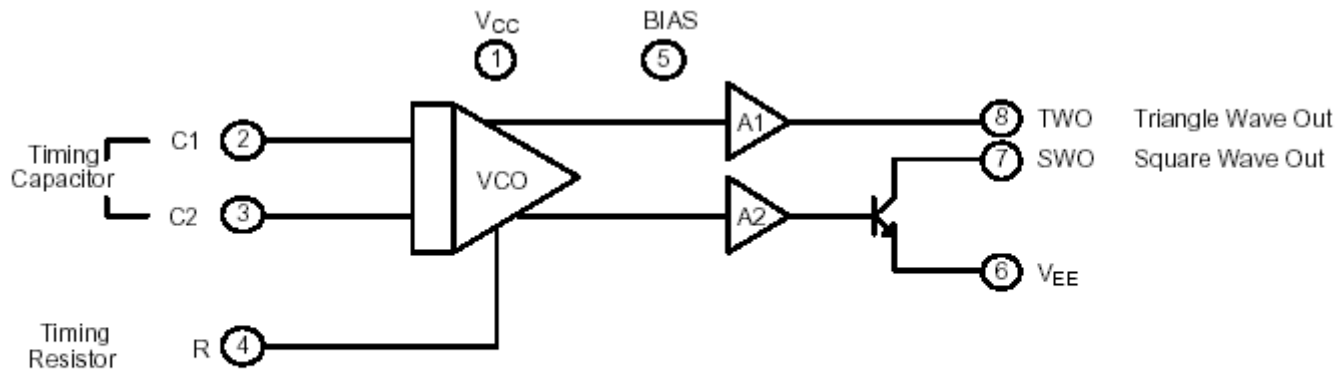 VCC
BIAS
1
5
A1
8 TWO Triangle Wave Out
C1 2
7 SWO Square Wave Out
Timing
Capacitor
VCO
C2 3
A2
6 VEE
Timing
Resistor
R 4